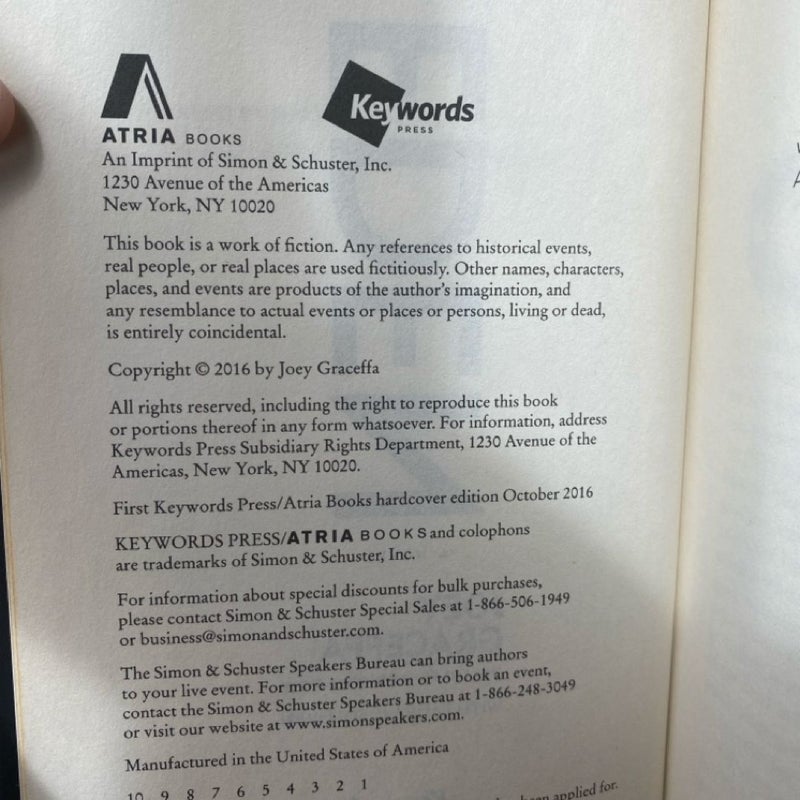 ATRIA BOOKS
Keywords
PRESS
An Imprint of Simon & Schuster, Inc.
1230 Avenue of the Americas
New York, NY 10020
This book is a work of fiction. Any references to historical events,
real people, or real places are used fictitiously. Other names, characters,
places, and events are products of the author's imagination, and
any resemblance to actual events or places or persons, living or dead,
is entirely coincidental.
Copyright © 2016 by Joey Graceffa
All rights reserved, including the right to reproduce this book
or portions thereof in any form whatsoever. For information, address
Keywords Press Subsidiary Rights Department, 1230 Avenue of the
Americas, New York, NY 10020.
First Keywords Press/Atria Books hardcover edition October 2016
KEYWORDS PRESS/ATRIA BOOKS and colophons
are trademarks of Simon & Schuster, Inc.
For information about special discounts for bulk purchases,
please contact Simon & Schuster Special Sales at 1-866-506-1949
or business@simonandschuster.com.
The Simon & Schuster Speakers Bureau can bring authors
to your live event. For more information or to book an event,
contact the Simon & Schuster Speakers Bureau at 1-866-248-3049
or visit our website at www.simonspeakers.com.
Manufactured in the United States of America
10 9 8 7 6 5 4 3 2 1
been applied for.